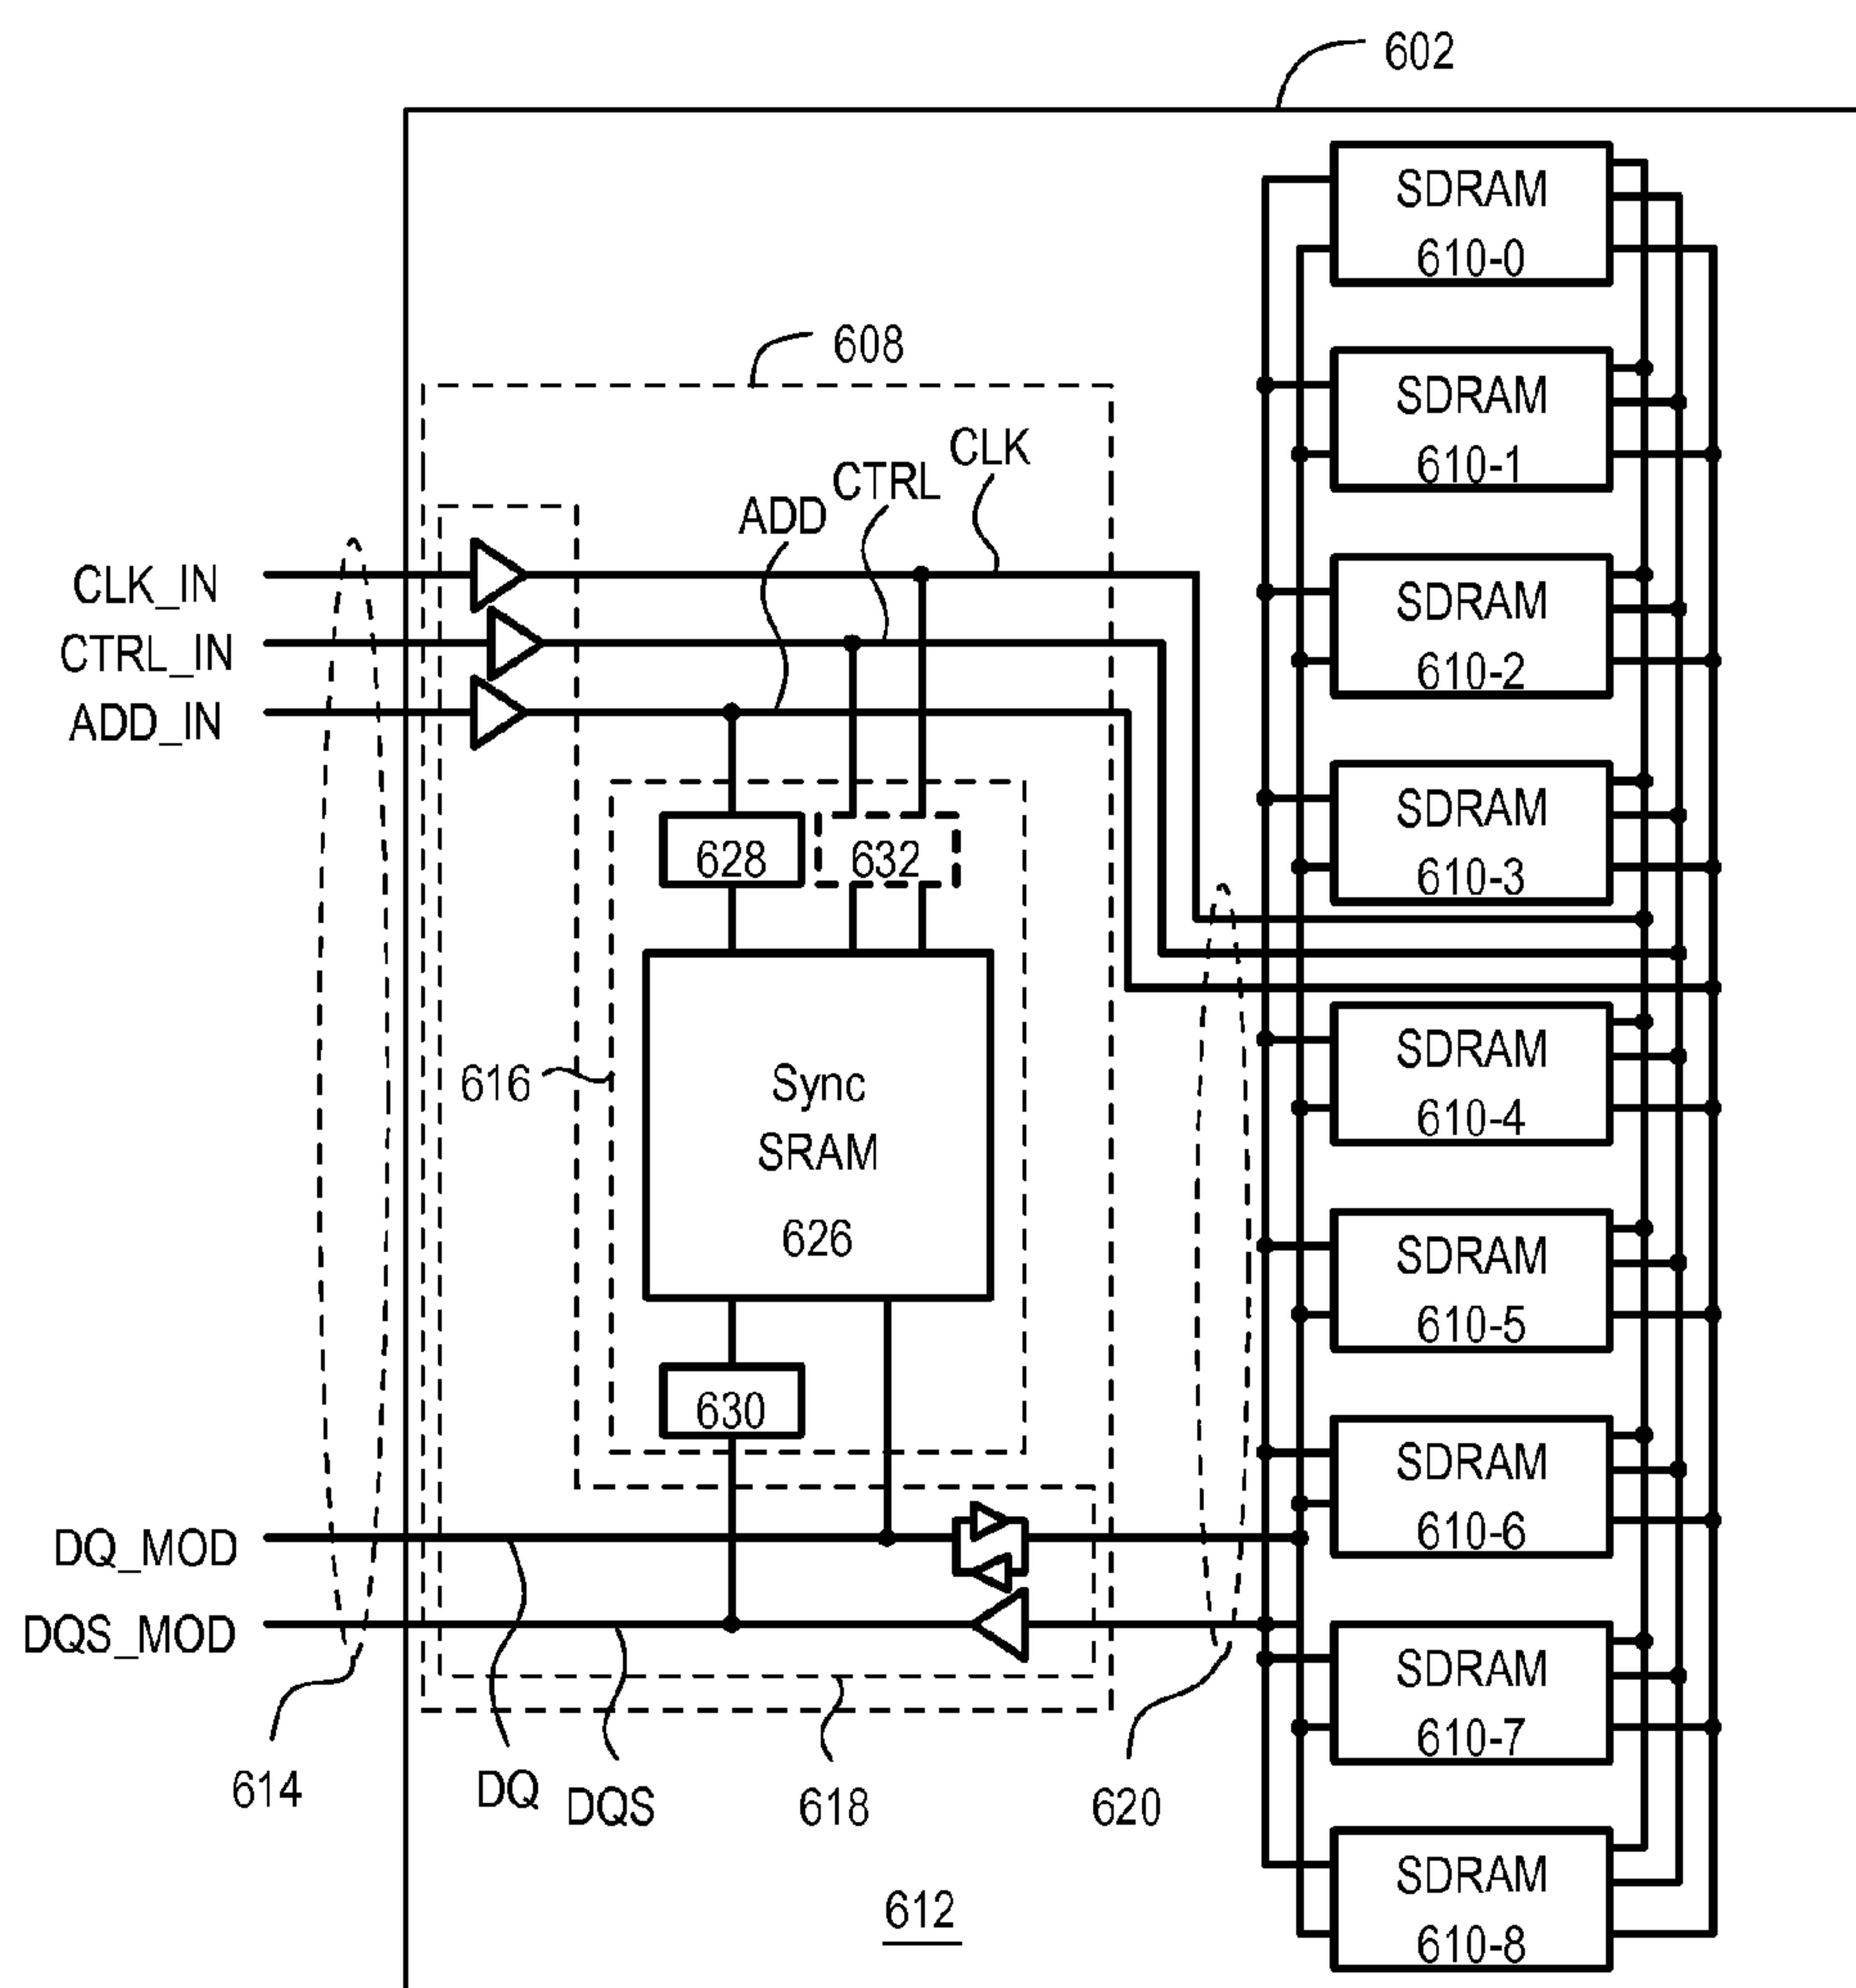 602
SDRAM
610-0
608
SDRAM
610-1
CLK
CTRL
ADD
CLK_IN
CTRL_IN
ADD_IN
SDRAM
610-2
SDRAM
610-3
628
632
616
Sync
SRAM
626
SDRAM
610-4
SDRAM
610-5
630
SDRAM
610-6
DQ_MOD
DQS_MOD
SDRAM
610-7
614
DQ
DQS
618
620
SDRAM
610-8
612